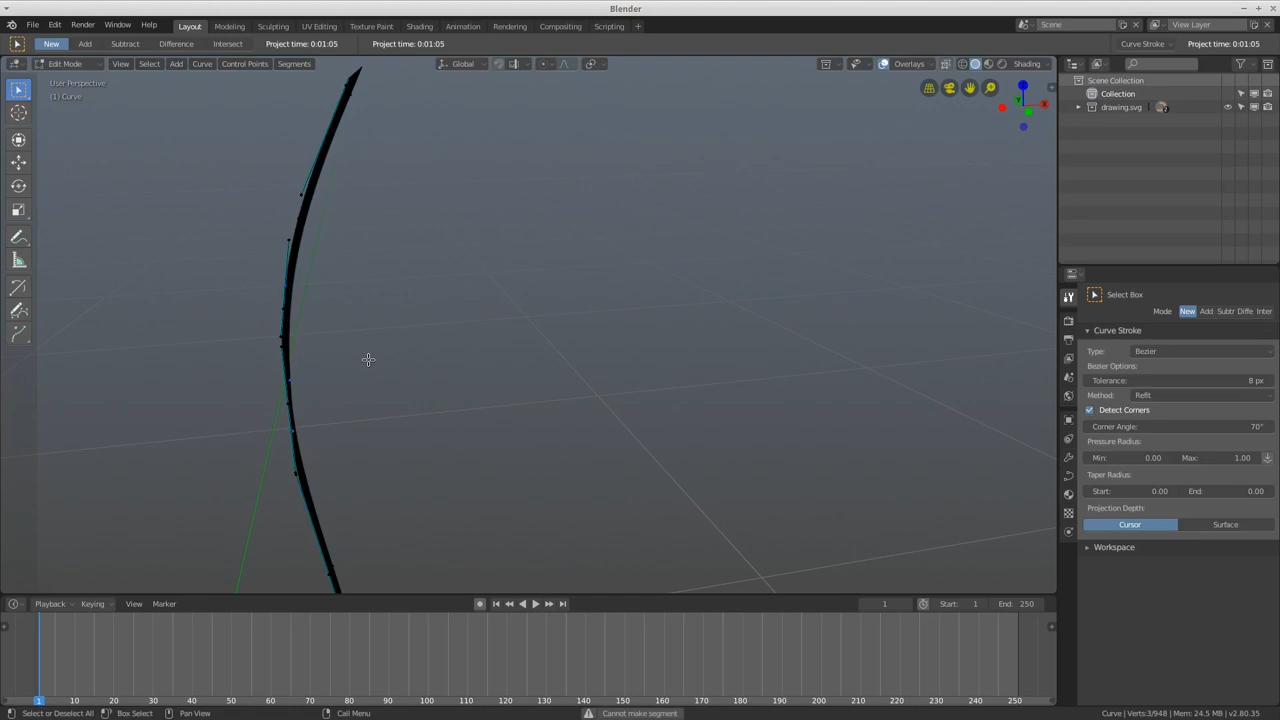 Blender
File Edit Render Window Help Layout Modeling Sculpting UV Editing Texture Paint Shading Animation Rendering Compositing Scripting + Scene View Layer
New Add Subtract Difference Intersect Project time: 0:01:05 Project time: 0:01:05 Curve Stroke Project time: 0:01:05
Edit Mode View Select Add Curve Control Points Segments Global Overlays Shading
User Perspective
(1) Curve
Scene Collection
Collection
drawing.svg
Select Box
Mode New Add Subtr Diffe Inter
Curve Stroke
Type: Bezier
Bezier Options:
Tolerance: 8 px
Method: Refit
Detect Corners
Corner Angle: 70°
Pressure Radius:
Min: 0.00 Max: 1.00
Taper Radius:
Start: 0.00 End: 0.00
Projection Depth:
Cursor Surface
Workspace
Playback Keying View Marker 1 Start: 1 End: 250
1 10 20 30 40 50 60 70 80 90 100 110 120 130 140 150 160 170 180 190 200 210 220 230 240 250
Select or Deselect All Box Select Pan View Call Menu Cannot make segment Curve | Verts:3/948 | Mem: 24.5 MB | v2.80.35